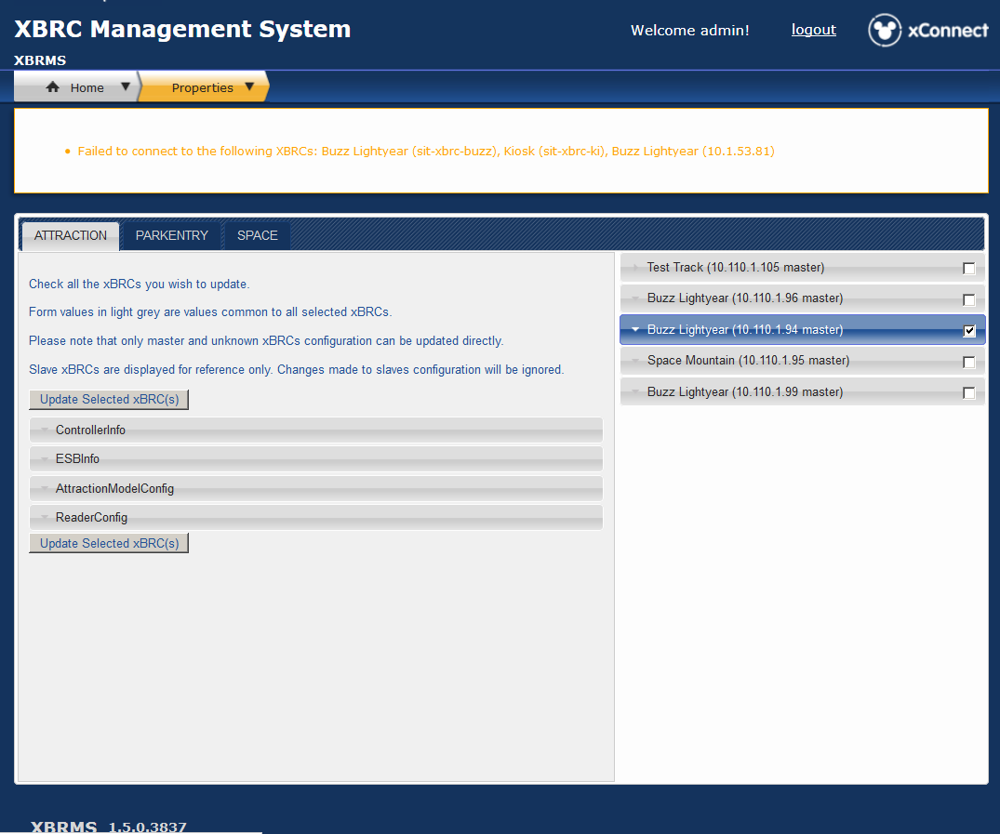 XBRC Management System
Welcome admin!
logout
xConnect
XBRMS
Home
Properties
Failed to connect to the following XBRCs: Buzz Lightyear (sit-xbrc-buzz), Kiosk (sit-xbrc-ki), Buzz Lightyear (10.1.53.81)
ATTRACTION
PARKENTRY
SPACE
Check all the xBRCs you wish to update.
Form values in light grey are values common to all selected xBRCs.
Please note that only master and unknown xBRCs configuration can be updated directly.
Slave xBRCs are displayed for reference only. Changes made to slaves configuration will be ignored.
Update Selected xBRC(s)
ControllerInfo
ESBInfo
AttractionModelConfig
ReaderConfig
Update Selected xBRC(s)
Test Track (10.110.1.105 master)
Buzz Lightyear (10.110.1.96 master)
Buzz Lightyear (10.110.1.94 master)
Space Mountain (10.110.1.95 master)
Buzz Lightyear (10.110.1.99 master)
XBRMS 1.5.0.3837